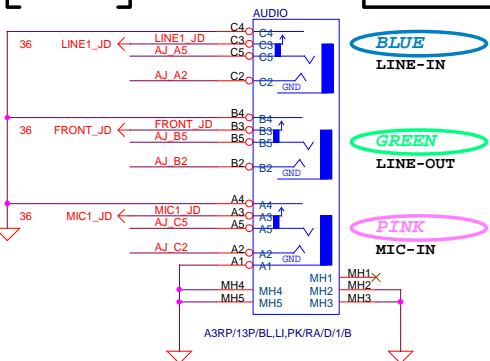 AUDIO
C4 C4
36 LINE1_JD LINE1_JD C3 C3
AJ_A5 C5 C5
AJ_A2 C2 C2
GND
BLUE
LINE-IN
B4 B4
36 FRONT_JD FRONT_JD B3 B3
AJ_B5 B5 B5
AJ_B2 B2 B2
GND
GREEN
LINE-OUT
A4 A4
36 MIC1_JD MIC1_JD A3 A3
AJ_C5 A5 A5
AJ_C2 A2 A2
A1 A1
GND
PINK
MIC-IN
MH1 MH1
MH4 MH4 MH2 MH2
MH5 MH5 MH3 MH3
A3RP/13P/BL,LI,PK/RA/D/1/B